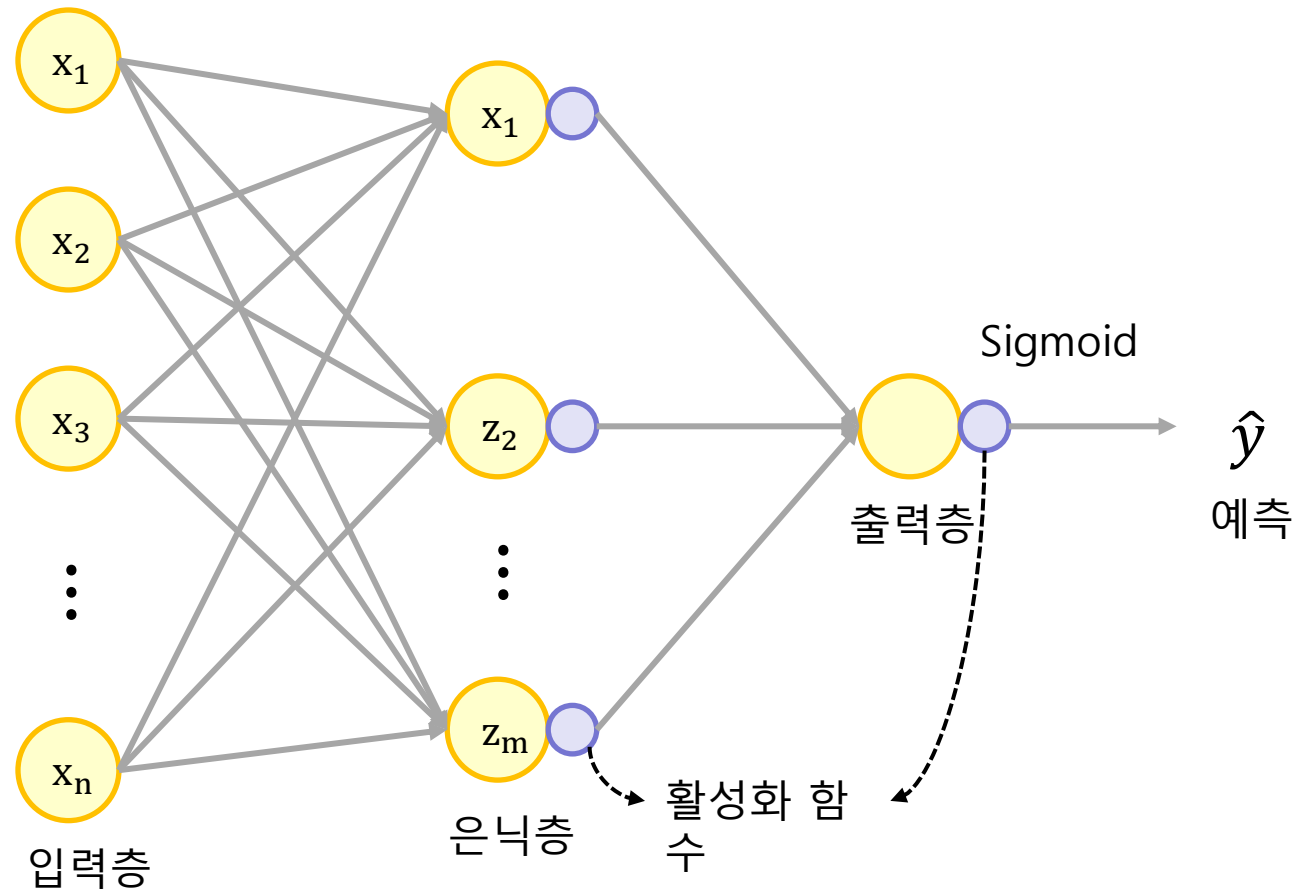 x₁
x₂
x₃
⋮
xₙ
입력층
x₁
z₂
⋮
zₘ
은닉층
활성화 함
수
출력층
Sigmoid
ŷ
예측